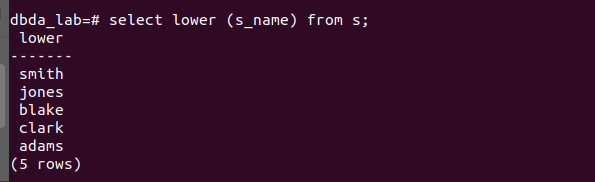 dbda_lab=# select lower (s_name) from s;
lower
-------
smith
jones
blake
clark
adams
(5 rows)